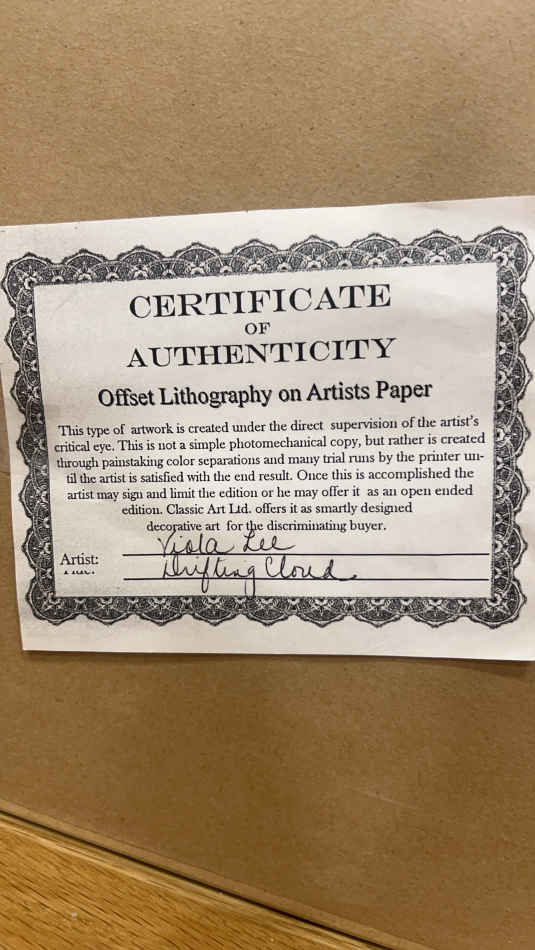 CERTIFICATE
OF
AUTHENTICITY
Offset Lithography on Artists Paper
This type of artwork is created under the direct supervision of the artist's
critical eye. This is not a simple photomechanical copy, but rather is created
through painstaking color separations and many trial runs by the printer un-
til the artist is satisfied with the end result. Once this is accomplished the
artist may sign and limit the edition or he may offer it as an open ended
edition. Classic Art Ltd. offers it as smartly designed
decorative art for the discriminating buyer.
Artist: Viola Lee
Drifting Cloud